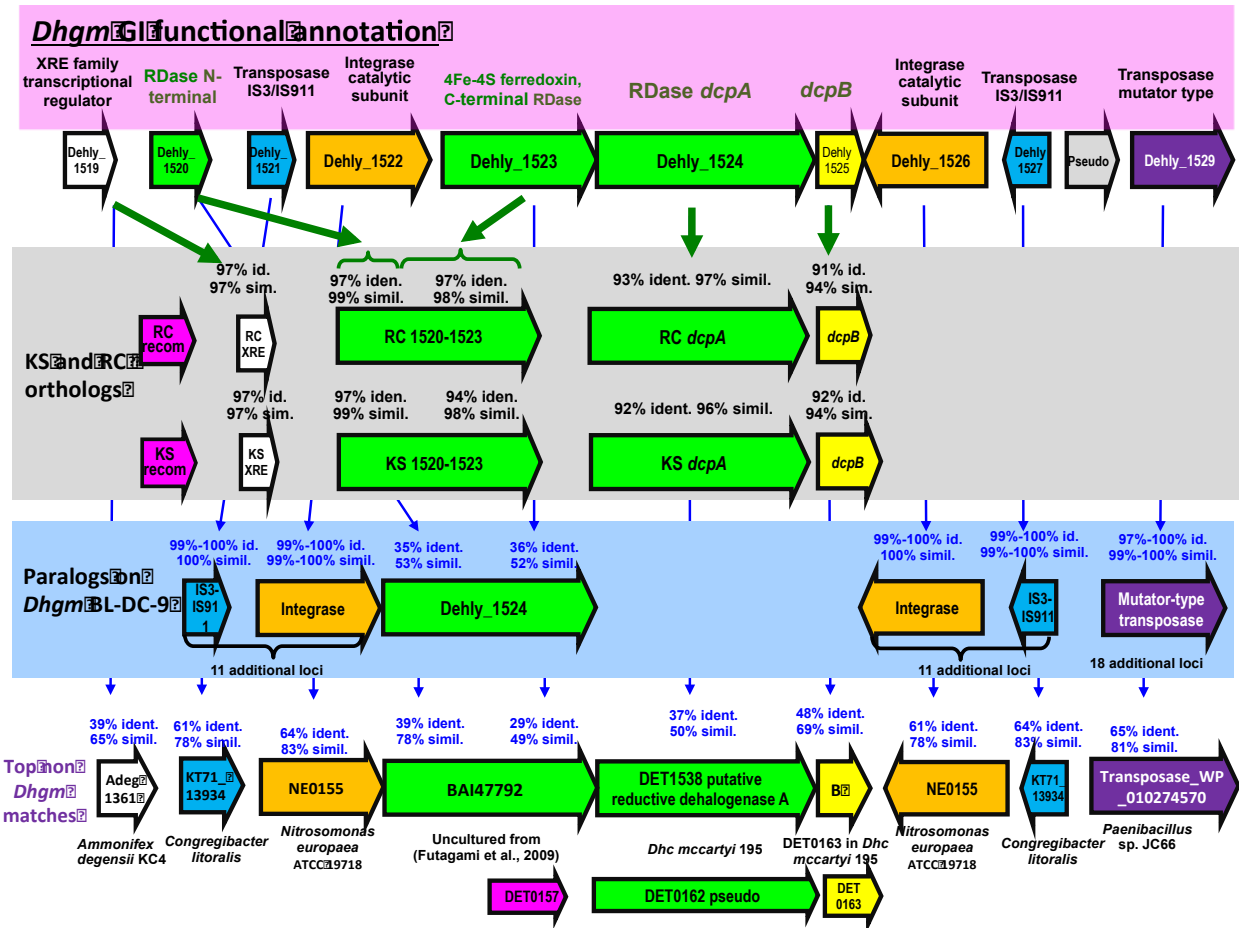 Dhgm GI functional annotation
XRE family
transcriptional
regulator
RDase N-
terminal
Transposase
IS3/IS911
Integrase
catalytic
subunit
4Fe-4S ferredoxin,
C-terminal RDase
RDase dcpA
dcpB
Integrase
catalytic
subunit
Transposase
IS3/IS911
Transposase
mutator type
Dehly_
1519
Dehly_
1520
Dehly_
1521
Dehly_1522
Dehly_1523
Dehly_1524
Dehly
1525
Dehly_1526
Dehly
1527
Pseudo
Dehly_1529
97% id.
97% sim.
97% iden.
99% simil.
97% iden.
98% simil.
93% ident. 97% simil.
91% id.
94% sim.
RC
recom
RC
XRE
RC 1520-1523
RC dcpA
dcpB
KS and RC
orthologs
97% id.
97% sim.
97% iden.
99% simil.
94% iden.
98% simil.
92% ident. 96% simil.
92% id.
94% sim.
KS
recom
KS
XRE
KS 1520-1523
KS dcpA
dcpB
Paralogs on
Dhgm BL-DC-9
99%-100% id.
100% simil.
99%-100% id.
99%-100% simil.
35% ident.
53% simil.
36% ident.
52% simil.
99%-100% id.
100% simil.
99%-100% id.
99%-100% simil.
97%-100% id.
99%-100% simil.
IS3-
IS91
1
Integrase
Dehly_1524
Integrase
IS3-
IS911
Mutator-type
transposase
11 additional loci
11 additional loci
18 additional loci
39% ident.
65% simil.
61% ident.
78% simil.
64% ident.
83% simil.
39% ident.
78% simil.
29% ident.
49% simil.
37% ident.
50% simil.
48% ident.
69% simil.
61% ident.
78% simil.
64% ident.
83% simil.
65% ident.
81% simil.
Top non
Dhgm
matches
Adeg
1361
KT71_
13934
NE0155
BAI47792
DET1538 putative
reductive dehalogenase A
B
NE0155
KT71_
13934
Transposase_WP
_010274570
Ammonifex
degensii KC4
Congregibacter
litoralis
Nitrosomonas
europaea
ATCC 19718
Uncultured from
(Futagami et al., 2009)
Dhc mccartyi 195
DET0163 in Dhc
mccartyi 195
Nitrosomonas
europaea
ATCC 19718
Congregibacter
litoralis
Paenibacillus
sp. JC66
DET0157
DET0162 pseudo
DET
0163